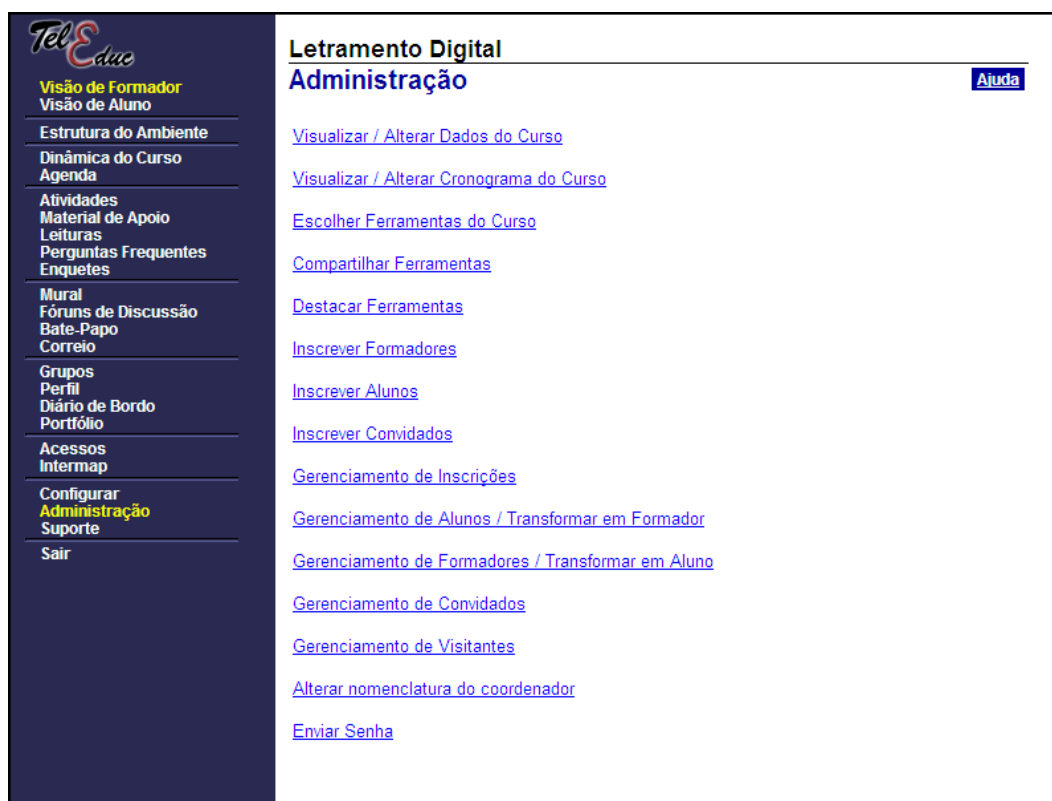 Tel Educ
Visão de Formador
Visão de Aluno
Estrutura do Ambiente
Dinâmica do Curso
Agenda
Atividades
Material de Apoio
Leituras
Perguntas Frequentes
Enquetes
Mural
Fóruns de Discussão
Bate-Papo
Correio
Grupos
Perfil
Diário de Bordo
Portfólio
Acessos
Intermap
Configurar
Administração
Suporte
Sair
Letramento Digital
Administração
Ajuda
Visualizar / Alterar Dados do Curso
Visualizar / Alterar Cronograma do Curso
Escolher Ferramentas do Curso
Compartilhar Ferramentas
Destacar Ferramentas
Inscrever Formadores
Inscrever Alunos
Inscrever Convidados
Gerenciamento de Inscrições
Gerenciamento de Alunos / Transformar em Formador
Gerenciamento de Formadores / Transformar em Aluno
Gerenciamento de Convidados
Gerenciamento de Visitantes
Alterar nomenclatura do coordenador
Enviar Senha